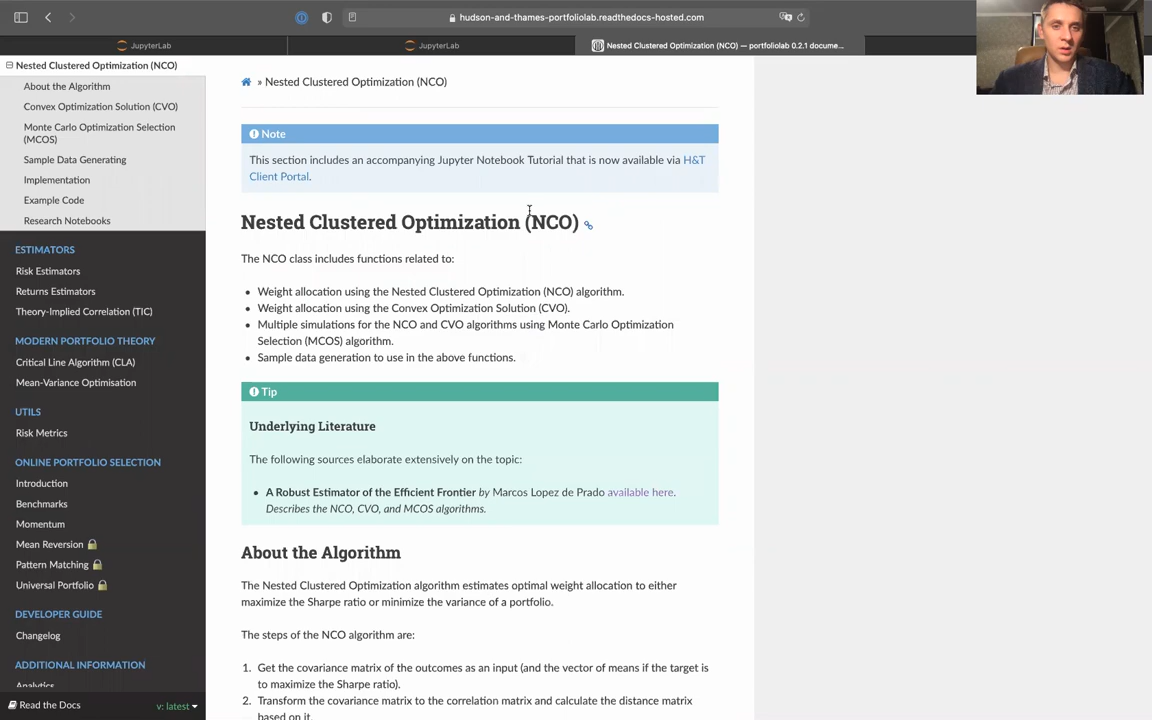 hudson-and-thames-portfoliolab.readthedocs-hosted.com
JupyterLab
JupyterLab
Nested Clustered Optimization (NCO) — portfoliolab 0.2.1 docume...
Nested Clustered Optimization (NCO)
About the Algorithm
Convex Optimization Solution (CVO)
Monte Carlo Optimization Selection
(MCOS)
Sample Data Generating
Implementation
Example Code
Research Notebooks
ESTIMATORS
Risk Estimators
Returns Estimators
Theory-Implied Correlation (TIC)
MODERN PORTFOLIO THEORY
Critical Line Algorithm (CLA)
Mean-Variance Optimisation
UTILS
Risk Metrics
ONLINE PORTFOLIO SELECTION
Introduction
Benchmarks
Momentum
Mean Reversion
Pattern Matching
Universal Portfolio
DEVELOPER GUIDE
Changelog
ADDITIONAL INFORMATION
Analytics
Read the Docs
v: latest
» Nested Clustered Optimization (NCO)
Note
This section includes an accompanying Jupyter Notebook Tutorial that is now available via H&T
Client Portal.
Nested Clustered Optimization (NCO)
The NCO class includes functions related to:
• Weight allocation using the Nested Clustered Optimization (NCO) algorithm.
• Weight allocation using the Convex Optimization Solution (CVO).
• Multiple simulations for the NCO and CVO algorithms using Monte Carlo Optimization
Selection (MCOS) algorithm.
• Sample data generation to use in the above functions.
Tip
Underlying Literature
The following sources elaborate extensively on the topic:
• A Robust Estimator of the Efficient Frontier by Marcos Lopez de Prado available here.
Describes the NCO, CVO, and MCOS algorithms.
About the Algorithm
The Nested Clustered Optimization algorithm estimates optimal weight allocation to either
maximize the Sharpe ratio or minimize the variance of a portfolio.
The steps of the NCO algorithm are:
1. Get the covariance matrix of the outcomes as an input (and the vector of means if the target is
to maximize the Sharpe ratio).
2. Transform the covariance matrix to the correlation matrix and calculate the distance matrix
based on it.